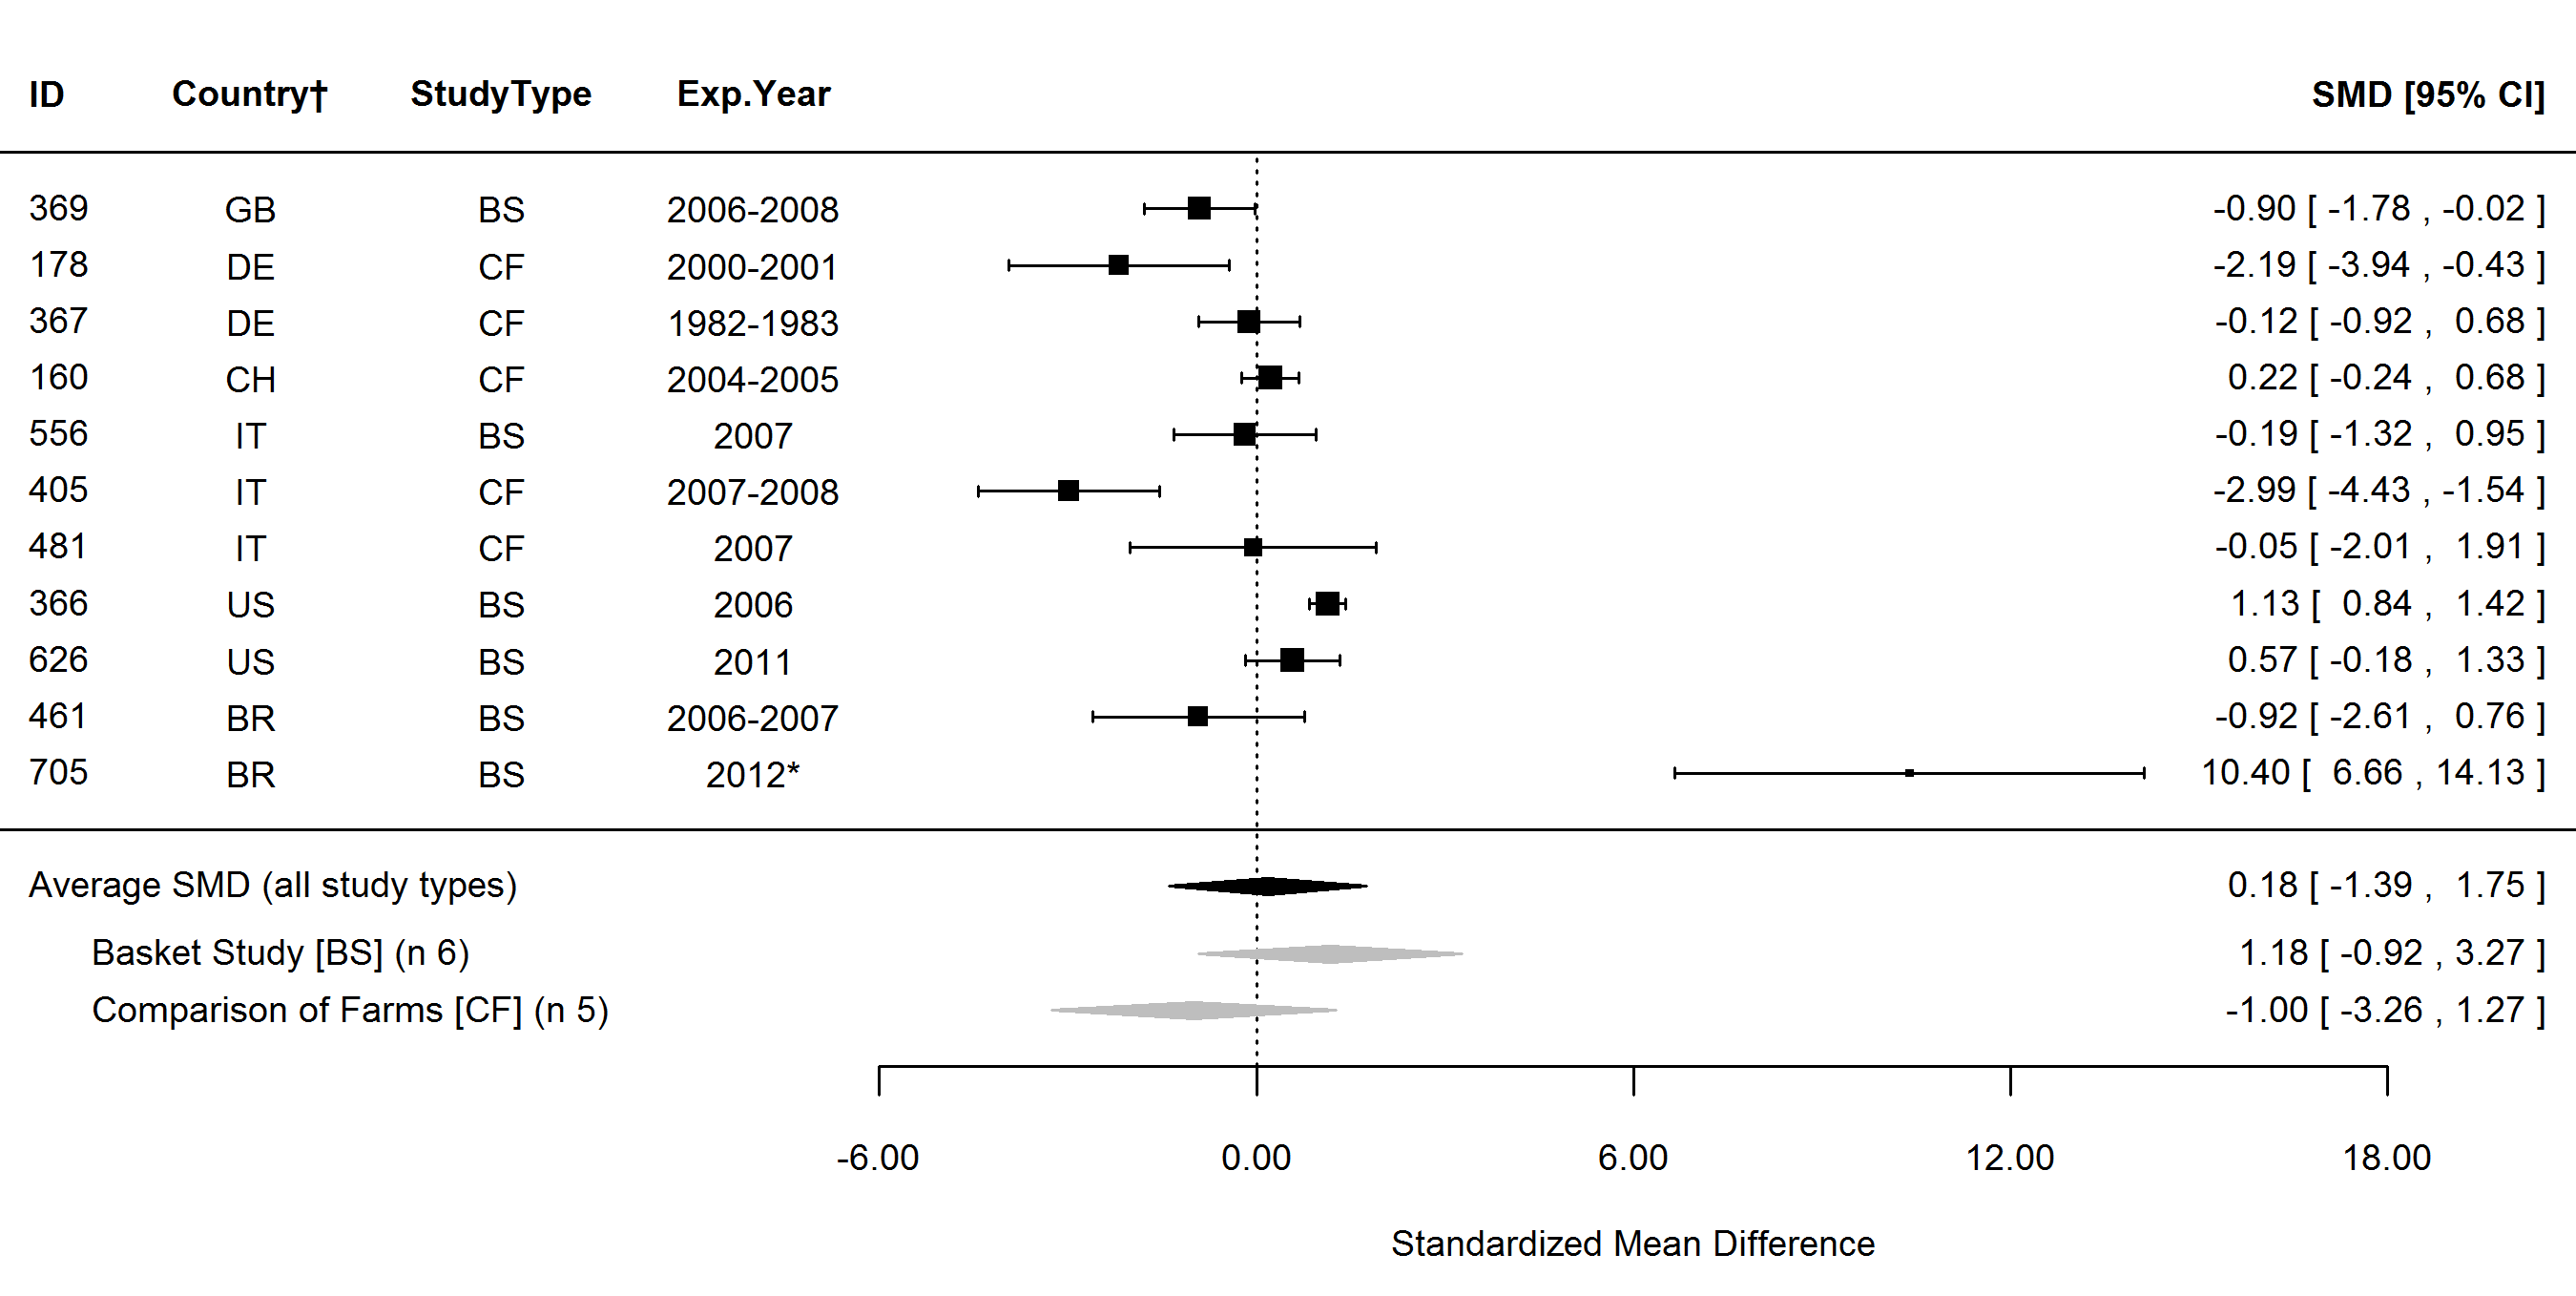 ID Country† StudyType Exp.Year SMD [95% CI]
369 GB BS 2006-2008 -0.90 [ -1.78 , -0.02 ]
178 DE CF 2000-2001 -2.19 [ -3.94 , -0.43 ]
367 DE CF 1982-1983 -0.12 [ -0.92 , 0.68 ]
160 CH CF 2004-2005 0.22 [ -0.24 , 0.68 ]
556 IT BS 2007 -0.19 [ -1.32 , 0.95 ]
405 IT CF 2007-2008 -2.99 [ -4.43 , -1.54 ]
481 IT CF 2007 -0.05 [ -2.01 , 1.91 ]
366 US BS 2006 1.13 [ 0.84 , 1.42 ]
626 US BS 2011 0.57 [ -0.18 , 1.33 ]
461 BR BS 2006-2007 -0.92 [ -2.61 , 0.76 ]
705 BR BS 2012* 10.40 [ 6.66 , 14.13 ]
Average SMD (all study types) 0.18 [ -1.39 , 1.75 ]
Basket Study [BS] (n 6) 1.18 [ -0.92 , 3.27 ]
Comparison of Farms [CF] (n 5) -1.00 [ -3.26 , 1.27 ]
-6.00 0.00 6.00 12.00 18.00
Standardized Mean Difference